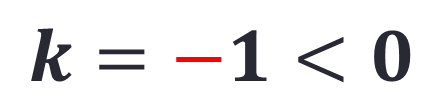 k = −1 < 0